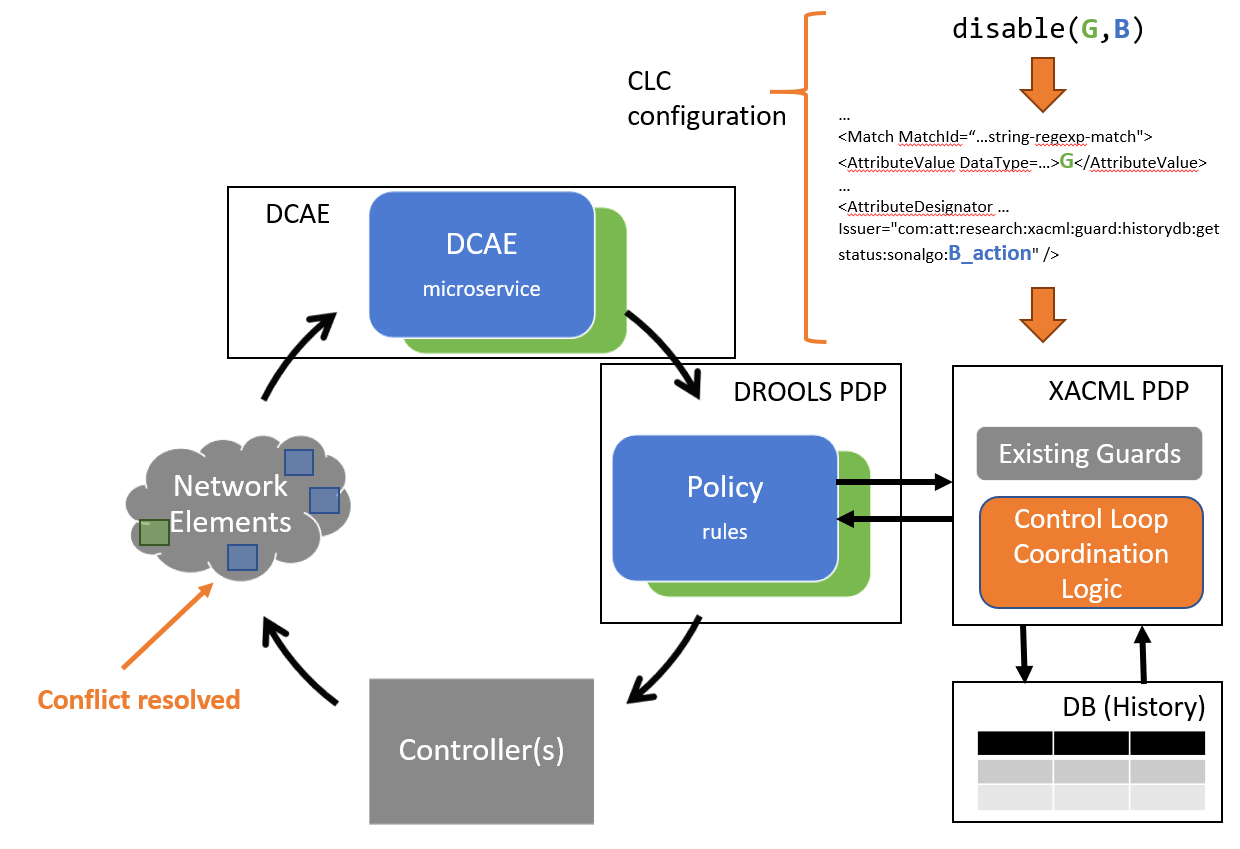 disable(G,B)
CLC
configuration
...
<Match MatchId=“...string-regexp-match">
<AttributeValue DataType=...>G</AttributeValue>
...
<AttributeDesignator ...
Issuer="com:att:research:xacml:guard:historydb:get
status:sonalgo:B_action" />
DCAE
DCAE
microservice
DROOLS PDP
Policy
rules
XACML PDP
Existing Guards
Control Loop
Coordination
Logic
Network
Elements
Conflict resolved
Controller(s)
DB (History)